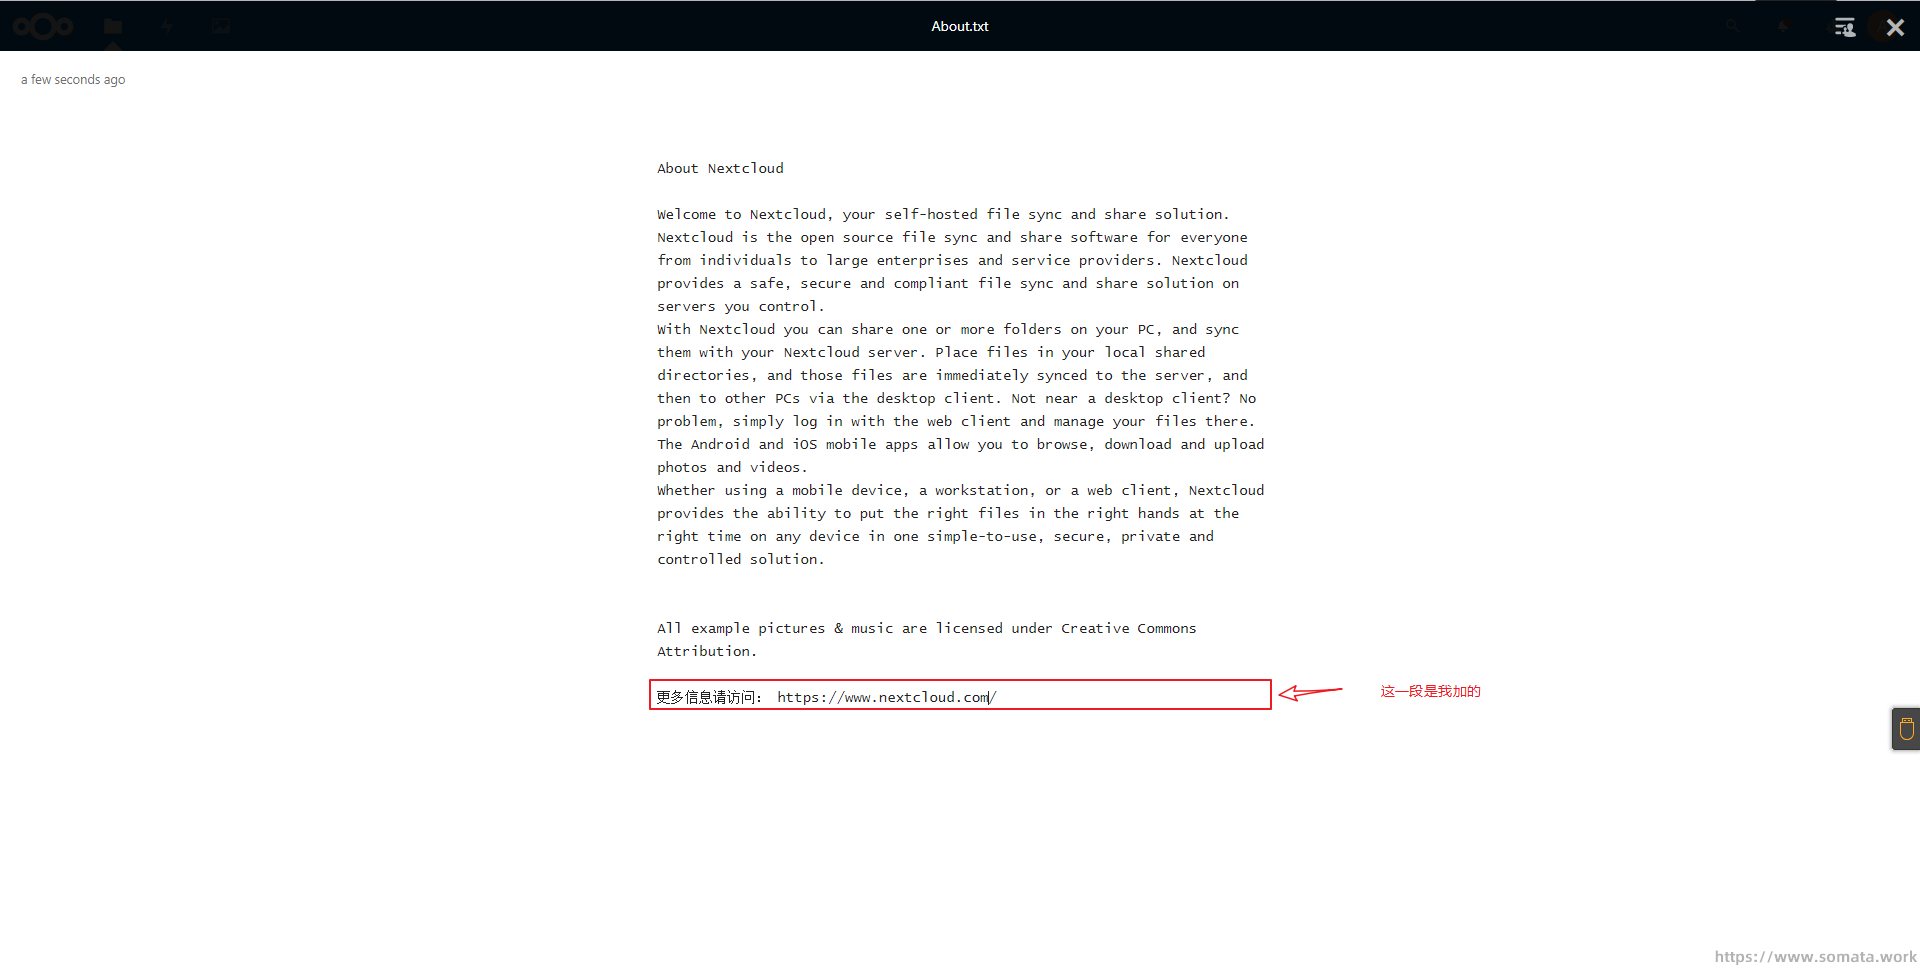 About.txt
a few seconds ago
About Nextcloud
Welcome to Nextcloud, your self-hosted file sync and share solution.
Nextcloud is the open source file sync and share software for everyone
from individuals to large enterprises and service providers. Nextcloud
provides a safe, secure and compliant file sync and share solution on
servers you control.
With Nextcloud you can share one or more folders on your PC, and sync
them with your Nextcloud server. Place files in your local shared
directories, and those files are immediately synced to the server, and
then to other PCs via the desktop client. Not near a desktop client? No
problem, simply log in with the web client and manage your files there.
The Android and iOS mobile apps allow you to browse, download and upload
photos and videos.
Whether using a mobile device, a workstation, or a web client, Nextcloud
provides the ability to put the right files in the right hands at the
right time on any device in one simple-to-use, secure, private and
controlled solution.
All example pictures & music are licensed under Creative Commons
Attribution.
更多信息请访问： https://www.nextcloud.com/
这一段是我加的
https://www.somata.work